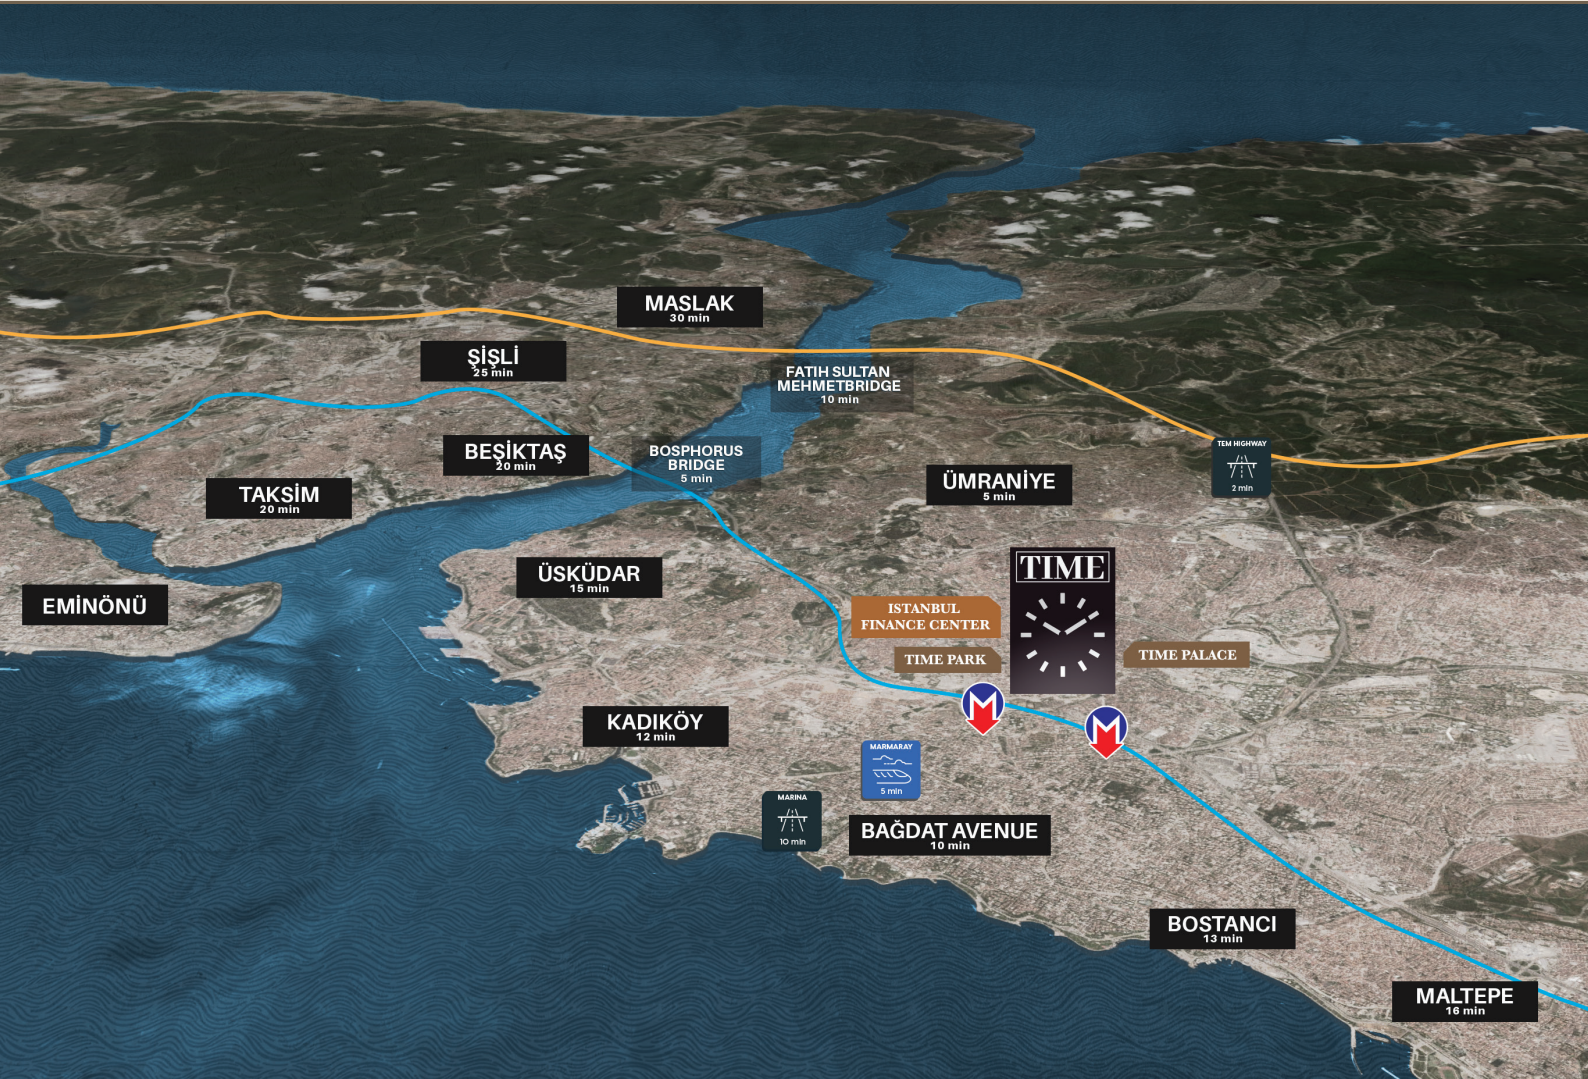 MASLAK
30 min
ŞİŞLİ
25 min
FATIH SULTAN
MEHMETBRIDGE
10 min
BEŞİKTAŞ
20 min
BOSPHORUS
BRIDGE
5 min
TEM HIGHWAY
2 min
TAKSİM
20 min
ÜMRANİYE
5 min
ÜSKÜDAR
15 min
TIME
EMİNÖNÜ
ISTANBUL
FINANCE CENTER
TIME PARK
TIME PALACE
KADIKÖY
12 min
M
M
MARMARAY
5 min
MARINA
10 min
BAĞDAT AVENUE
10 min
BOSTANCI
13 min
MALTEPE
16 min